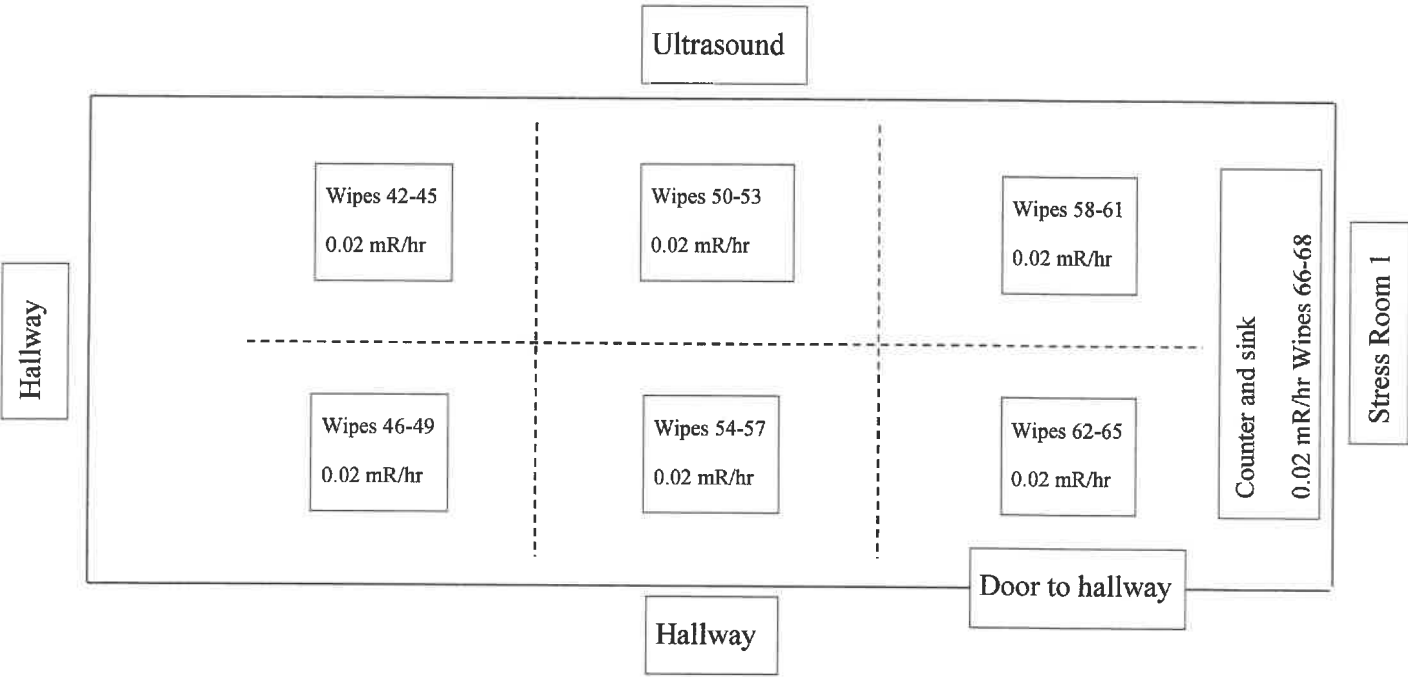 Ultrasound
Wipes 42-45
0.02 mR/hr
Wipes 50-53
0.02 mR/hr
Wipes 58-61
0.02 mR/hr
Hallway
Wipes 46-49
0.02 mR/hr
Wipes 54-57
0.02 mR/hr
Wipes 62-65
0.02 mR/hr
Counter and sink
0.02 mR/hr Wipes 66-68
Stress Room 1
Door to hallway
Hallway